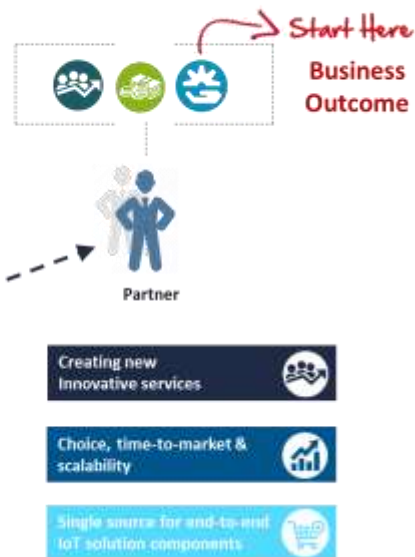 Start Here
Business
Outcome
Partner
Creating new
Innovative services
Choice, time-to-market &
scalability
Single source for end-to-end
IoT solution components